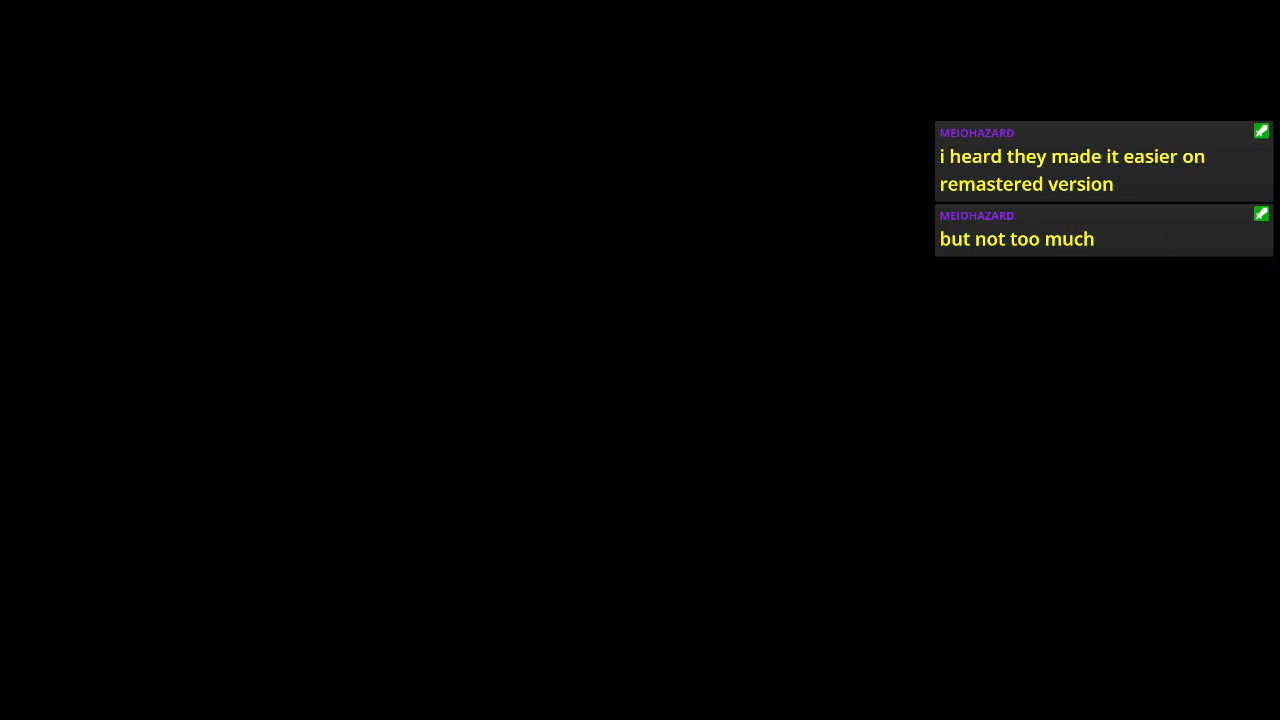 MEIOHAZARD
i heard they made it easier on
remastered version
MEIOHAZARD
but not too much